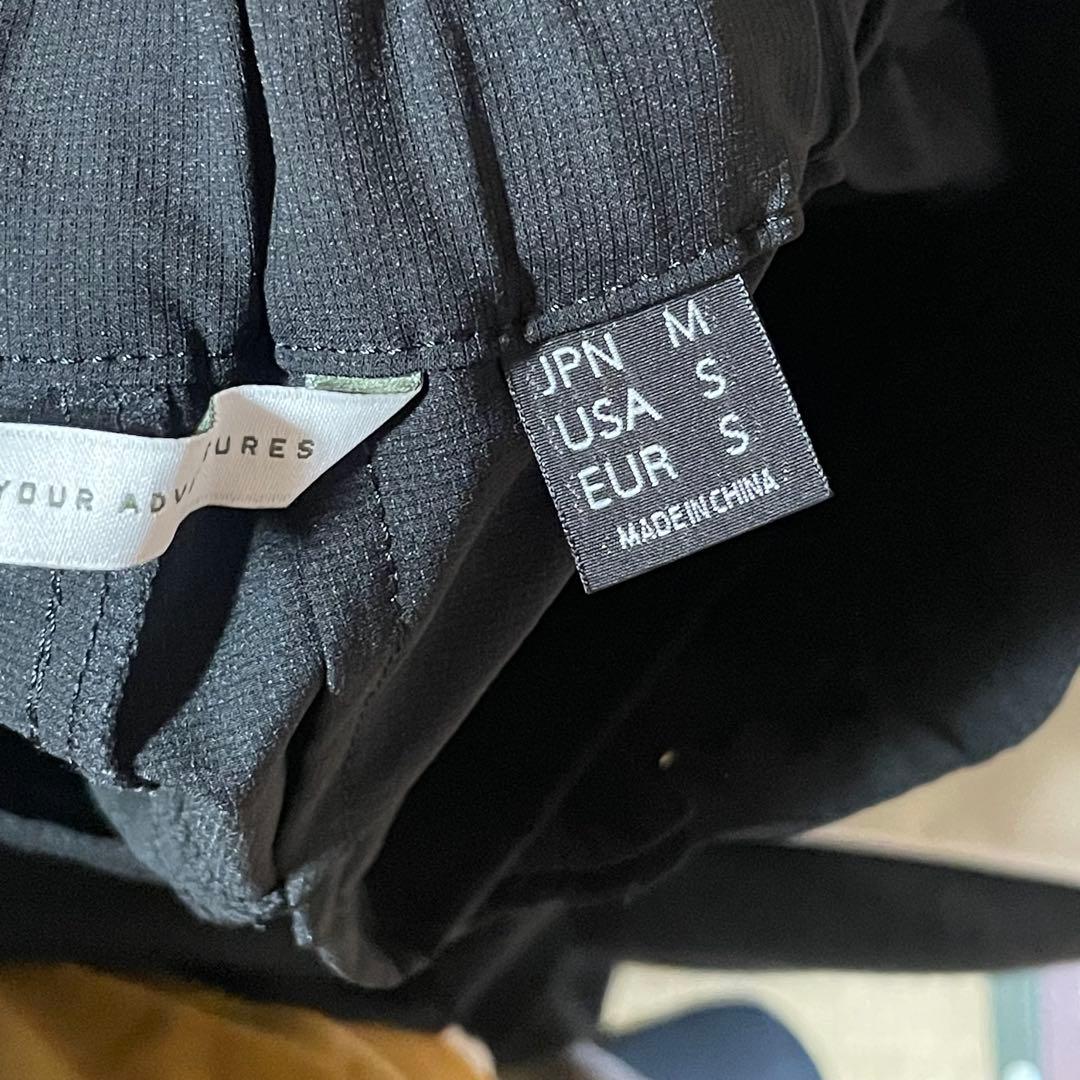 YOUR ADV URES
JPN M
USA S
EUR S
MADE IN CHINA